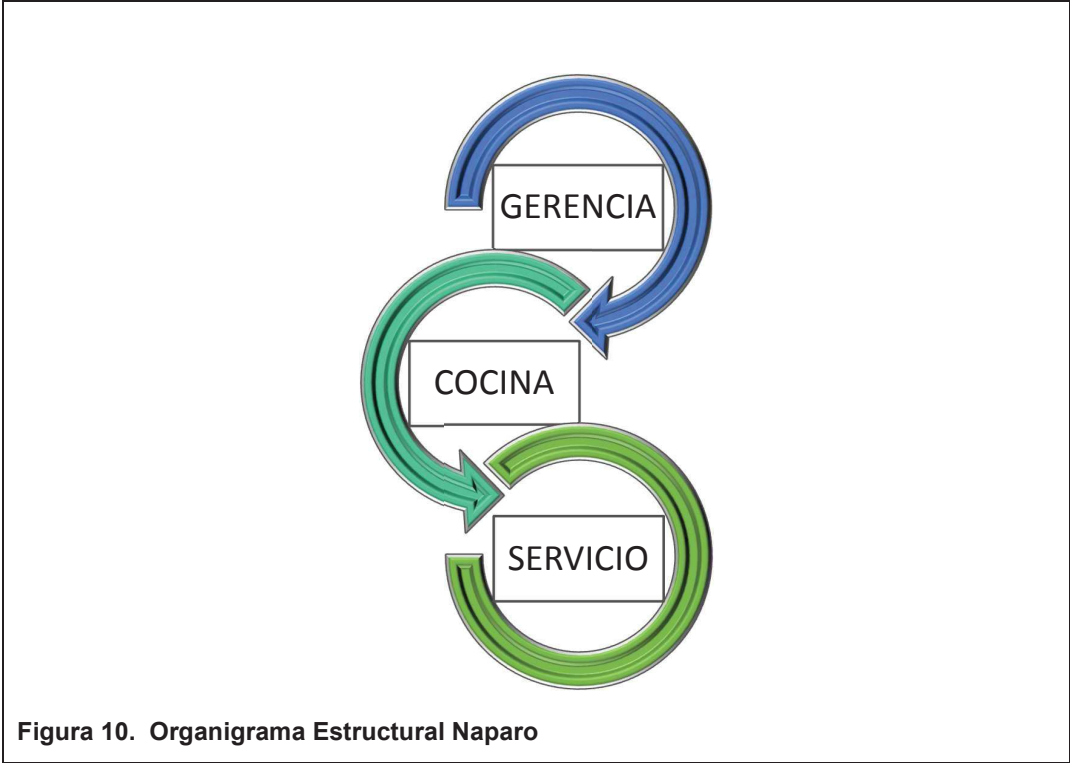 GERENCIA
COCINA
SERVICIO
Figura 10. Organigrama Estructural Naparo